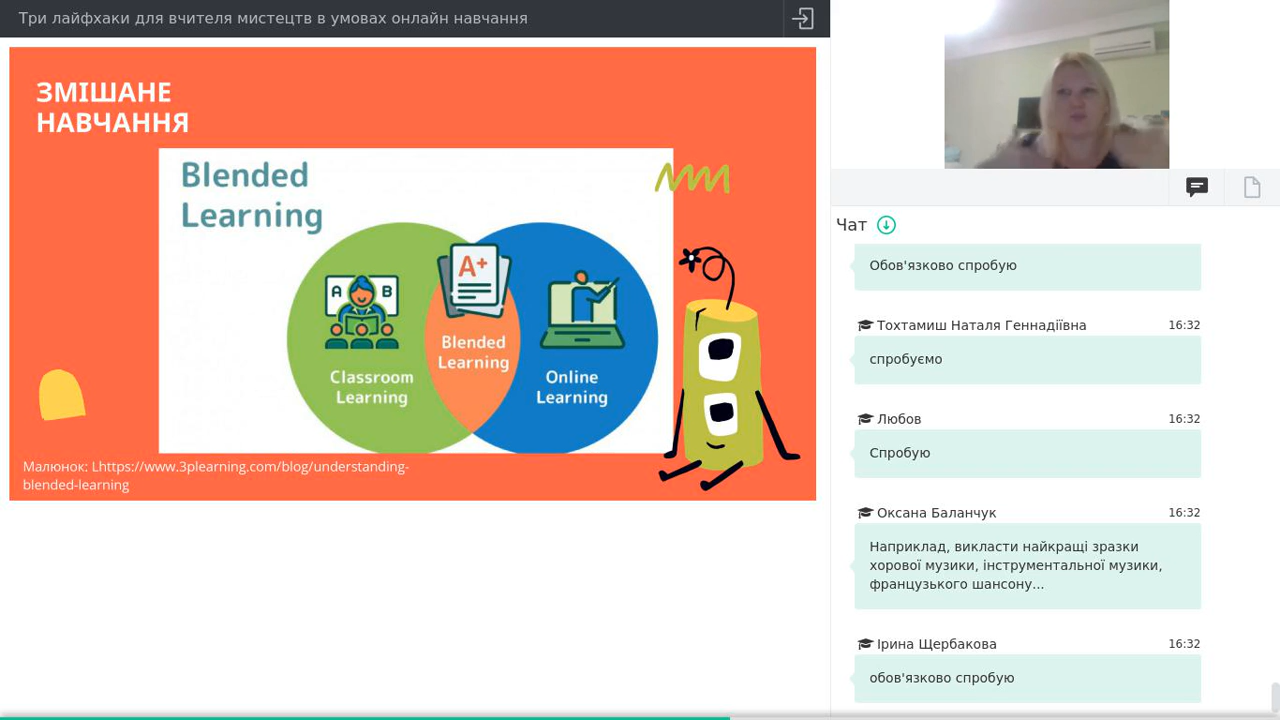 Три лайфхаки для вчителя мистецтв в умовах онлайн навчання
ЗМІШАНЕ
НАВЧАННЯ
Blended
Learning
A
B
A+
Blended
Learning
Classroom
Learning
Online
Learning
Малюнок: Lhttps://www.3plearning.com/blog/understanding-
blended-learning
Чат
Обов'язково спробую
Тохтамиш Наталя Геннадіївна 16:32
спробуємо
Любов 16:32
Спробую
Оксана Баланчук 16:32
Наприклад, викласти найкращі зразки
хорової музики, інструментальної музики,
французького шансону...
Ірина Щербакова 16:32
обов'язково спробую